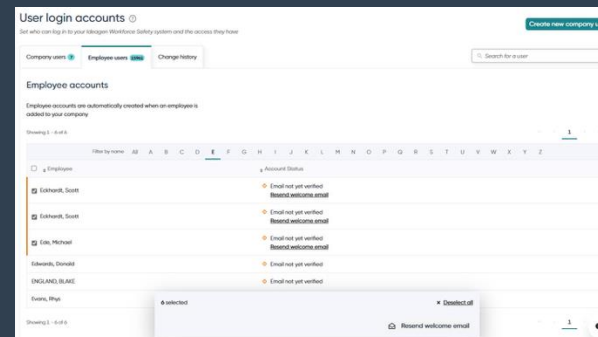 User login accounts
Set who can log in to your Ideagen Workforce Safety system and the access they have
Create new company u
Company users
Employee users
Change history
Search for a user
Employee accounts
Employee accounts are automatically created when an employee is
added to your company
Showing 1 - 6 of 6
1
Filter by name All A B C D E F G H I J K L M N O P Q R S T U V W X Y Z
Employee Account Status
Eckhardt, Scott Email not yet verified
Resend welcome email
Eckhardt, Scott Email not yet verified
Resend welcome email
Ede, Michael Email not yet verified
Resend welcome email
Edwards, Donald Email not yet verified
ENGLAND, BLAKE Email not yet verified
Evans, Rhys
6 selected × Deselect all
Resend welcome email
Showing 1 - 6 of 6
1